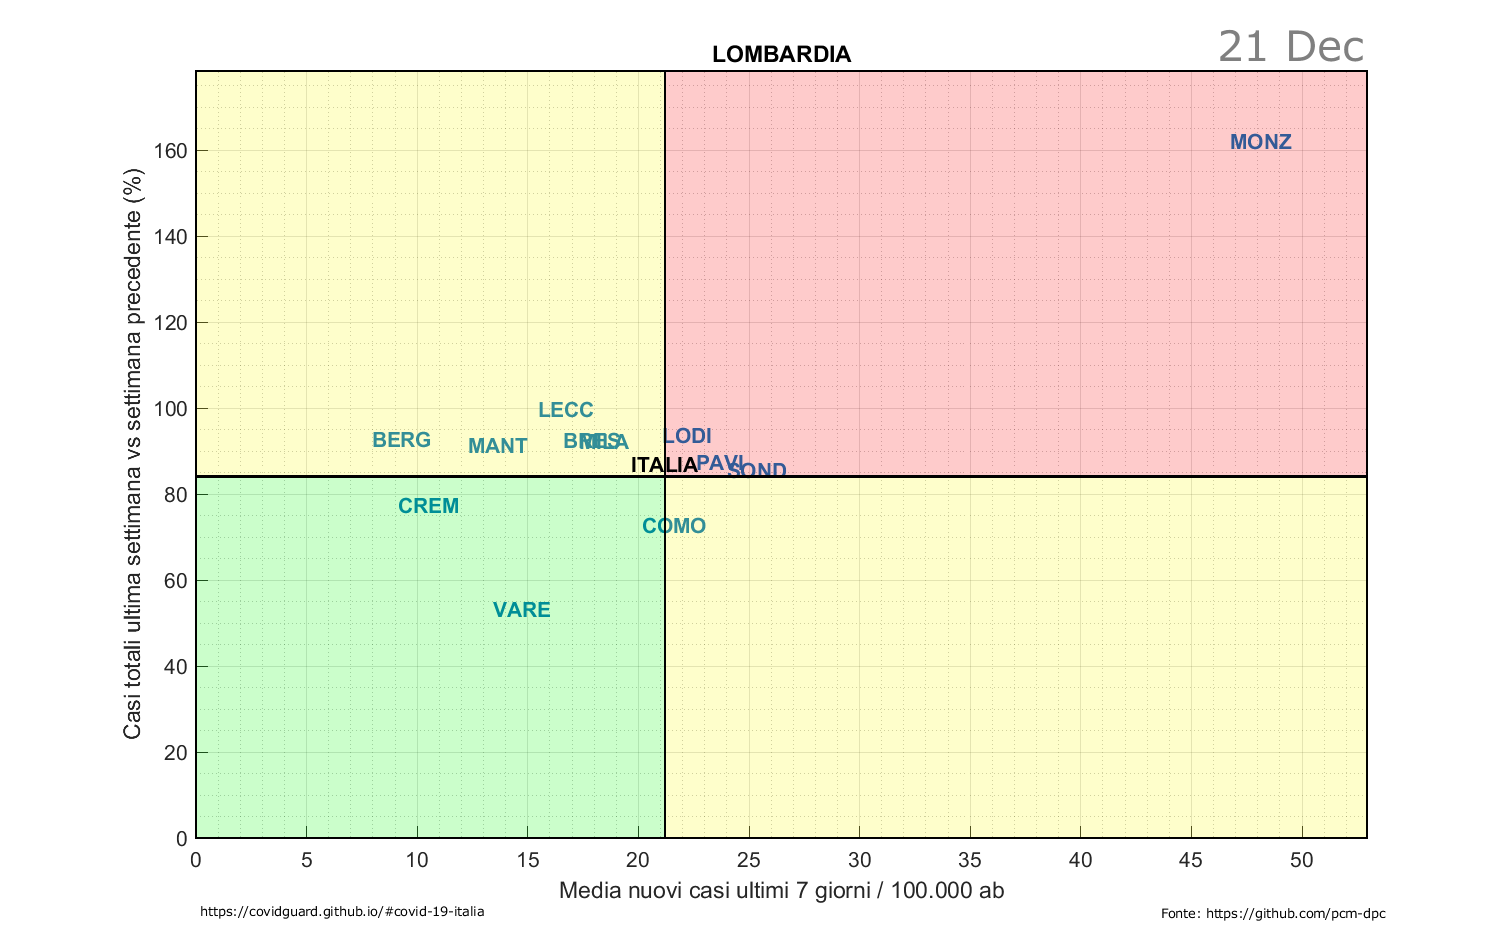 LOMBARDIA
21 Dec
Casi totali ultima settimana vs settimana precedente (%)
160
140
120
100
80
60
40
20
0
MONZ
LECC
BERG
MANT
BRES
MILA
LODI
ITALIA
PAVI
SOND
CREM
COMO
VARE
0 5 10 15 20 25 30 35 40 45 50
Media nuovi casi ultimi 7 giorni / 100.000 ab
https://covidguard.github.io/#covid-19-italia
Fonte: https://github.com/pcm-dpc